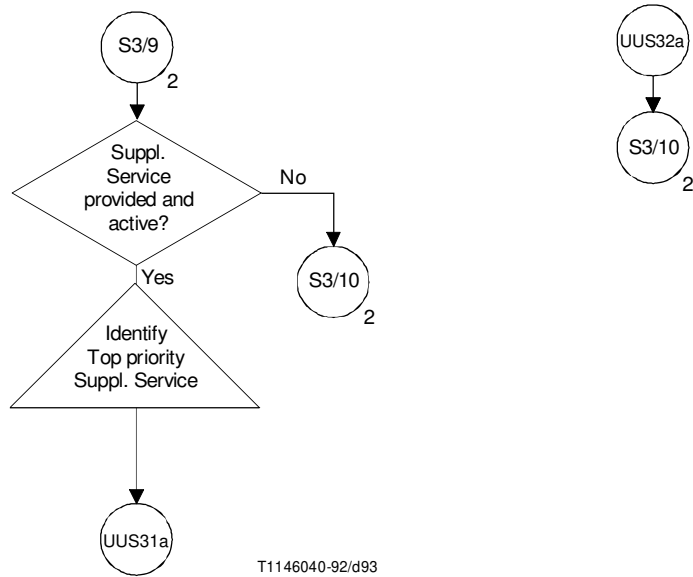 S3/9
2
Suppl.
Service
provided and
active?
No
Yes
S3/10
2
Identify
Top priority
Suppl. Service
UUS31a
UUS32a
S3/10
2
T1146040-92/d93